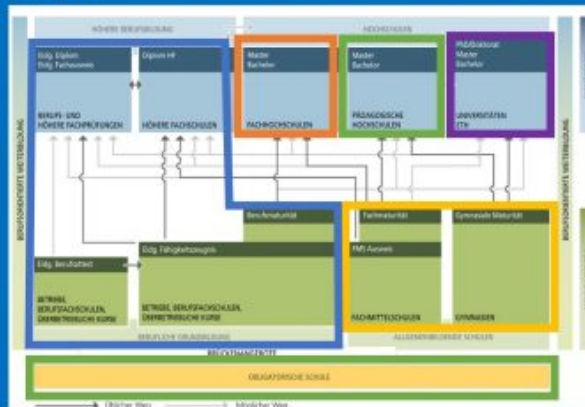 HÖHERE BERUFSBILDUNG
HOCHSCHULEN
Eidg. Diplom
Eidg. Fachausweis
Diplom HF
Master
Bachelor
Master
Bachelor
PhD/Doktorat
Master
Bachelor
BERUFS- UND
HÖHERE FACHPRÜFUNGEN
HÖHERE FACHSCHULEN
FACHHOCHSCHULEN
PÄDAGOGISCHE
HOCHSCHULEN
UNIVERSITÄTEN
ETH
BERUFSORIENTIERTE WEITERBILDUNG
BERUFSORIENTIERTE WEITERBILDUNG
Berufsmaturität
Fachmaturität
Gymnasiale Maturität
Eidg. Fähigkeitszeugnis
FMS Ausweis
Eidg. Berufsattest
BETRIEBE,
BERUFSFACHSCHULEN,
ÜBERBETRIEBLICHE KURSE
BETRIEBE, BERUFSFACHSCHULEN,
ÜBERBETRIEBLICHE KURSE
FACHMITTELSCHULEN
GYMNASIEN
BERUFLICHE GRUNDBILDUNG
ALLGEMEINBILDENDE SCHULEN
BRÜCKENANGEBOTE
OBLIGATORISCHE SCHULE
Üblicher Weg
Möglicher Weg